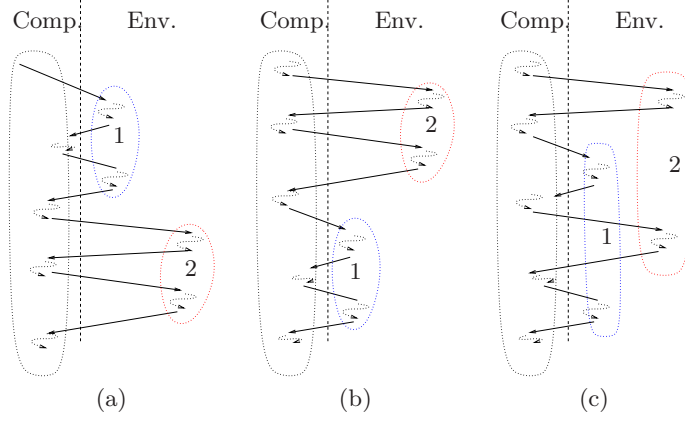 Comp. Env. Comp. Env. Comp. Env.
1 2 2
1 2 1
(a) (b) (c)